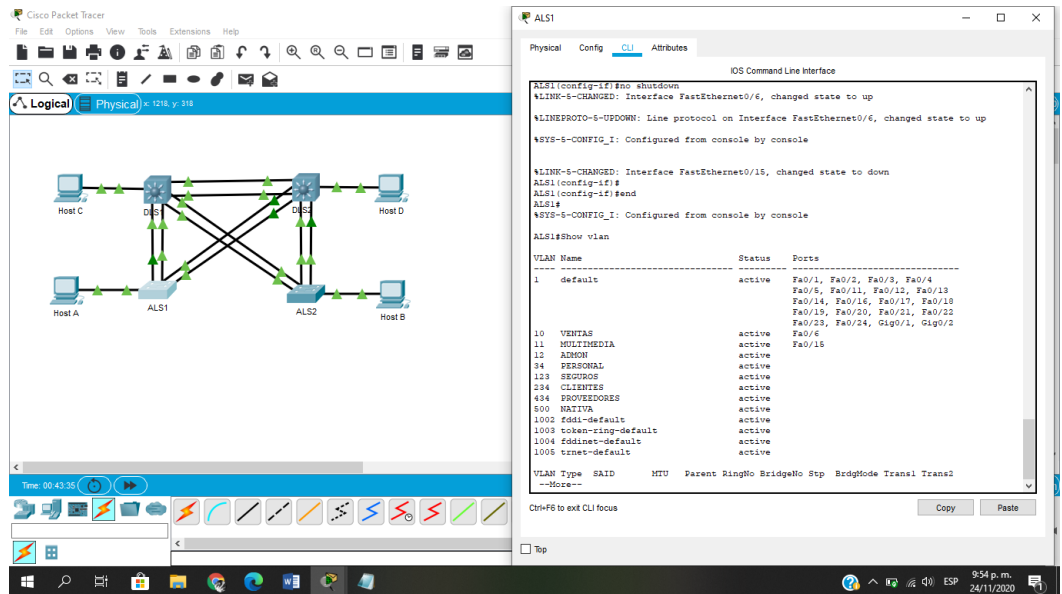 Cisco Packet Tracer
File Edit Options View Tools Extensions Help
Logical Physical x: 1218, y: 318
Host C
DLS1
DLS2
Host D
Host A
ALS1
ALS2
Host B
Time: 00:43:35
ALS1
Physical Config CLI Attributes
IOS Command Line Interface
ALS1(config-if)#no shutdown
%LINK-5-CHANGED: Interface FastEthernet0/6, changed state to up
%LINEPROTO-5-UPDOWN: Line protocol on Interface FastEthernet0/6, changed state to up
%SYS-5-CONFIG_I: Configured from console by console
%LINK-5-CHANGED: Interface FastEthernet0/15, changed state to down
ALS1(config-if)#
ALS1(config-if)#end
ALS1#
%SYS-5-CONFIG_I: Configured from console by console
ALS1#Show vlan
VLAN Name Status Ports
---- -------------------------------- --------- -------------------------------
1 default active Fa0/1, Fa0/2, Fa0/3, Fa0/4
Fa0/5, Fa0/11, Fa0/12, Fa0/13
Fa0/14, Fa0/16, Fa0/17, Fa0/18
Fa0/19, Fa0/20, Fa0/21, Fa0/22
Fa0/23, Fa0/24, Gig0/1, Gig0/2
10 VENTAS active Fa0/6
11 MULTIMEDIA active Fa0/15
12 ADMON active
34 PERSONAL active
123 SEGUROS active
234 CLIENTES active
434 PROVEEDORES active
500 NATIVA active
1002 fddi-default active
1003 token-ring-default active
1004 fddinet-default active
1005 trnet-default active
VLAN Type SAID MTU Parent RingNo BridgeNo Stp BrdgMode Trans1 Trans2
--More--
Ctrl+F6 to exit CLI focus
Copy Paste
Top
ESP
9:54 p. m.
24/11/2020
1